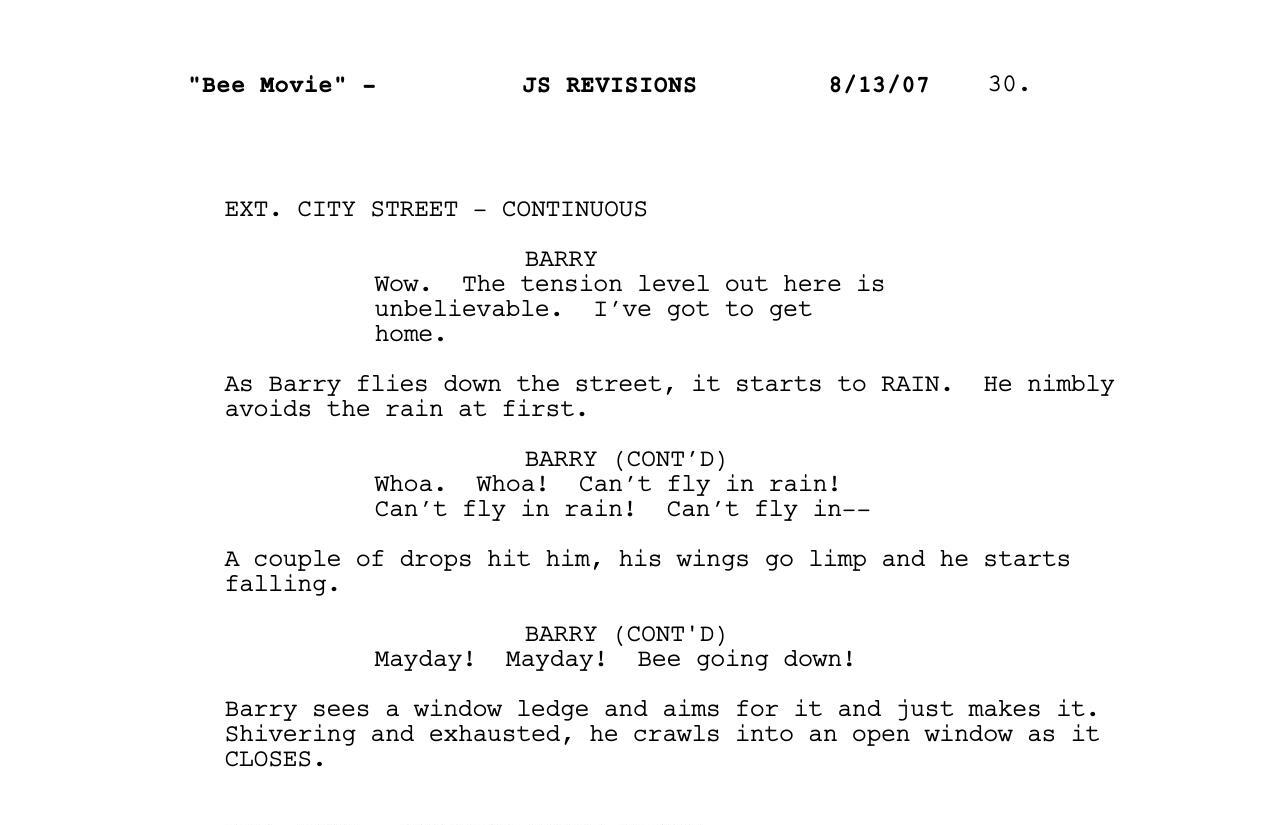 "Bee Movie" - JS REVISIONS 8/13/07 30.
EXT. CITY STREET - CONTINUOUS
BARRY
Wow.  The tension level out here is
unbelievable.  I've got to get
home.
As Barry flies down the street, it starts to RAIN.  He nimbly
avoids the rain at first.
BARRY (CONT'D)
Whoa.  Whoa!  Can't fly in rain!
Can't fly in rain!  Can't fly in--
A couple of drops hit him, his wings go limp and he starts
falling.
BARRY (CONT'D)
Mayday!  Mayday!  Bee going down!
Barry sees a window ledge and aims for it and just makes it.
Shivering and exhausted, he crawls into an open window as it
CLOSES.